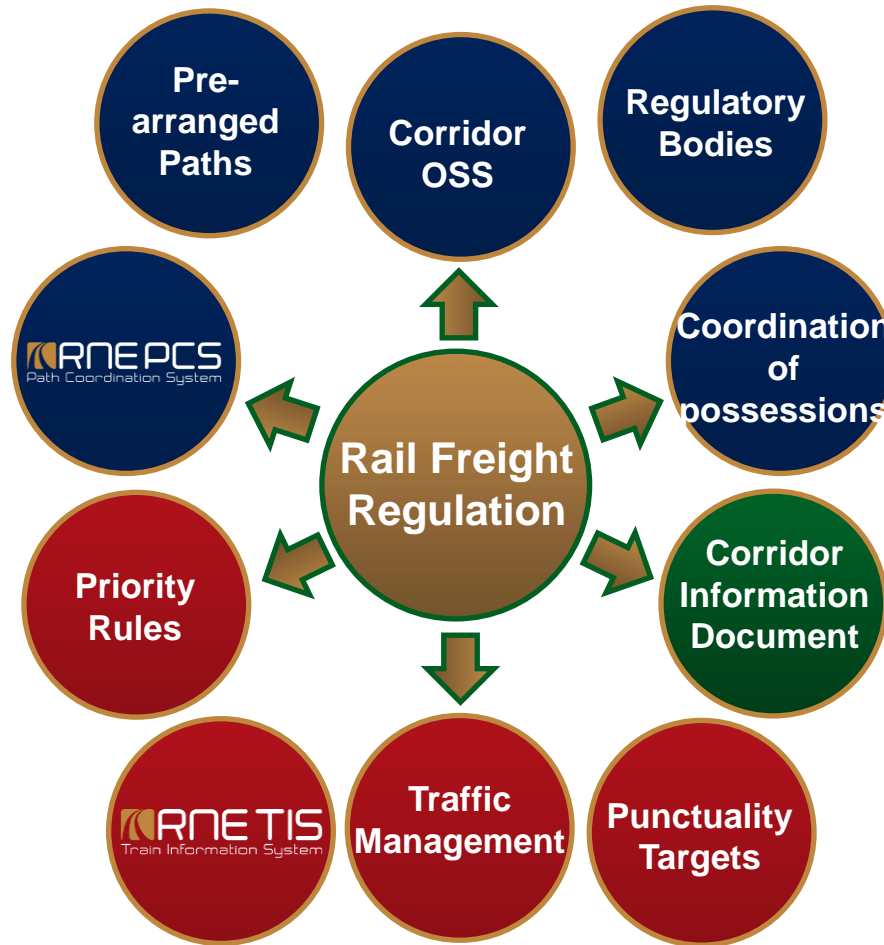 Pre-
arranged
Paths
Corridor
OSS
Regulatory
Bodies
RNE PCS
Path Coordination System
Coordination
of
possessions
Rail Freight
Regulation
Priority
Rules
Corridor
Information
Document
RNE TIS
Train Information System
Traffic
Management
Punctuality
Targets